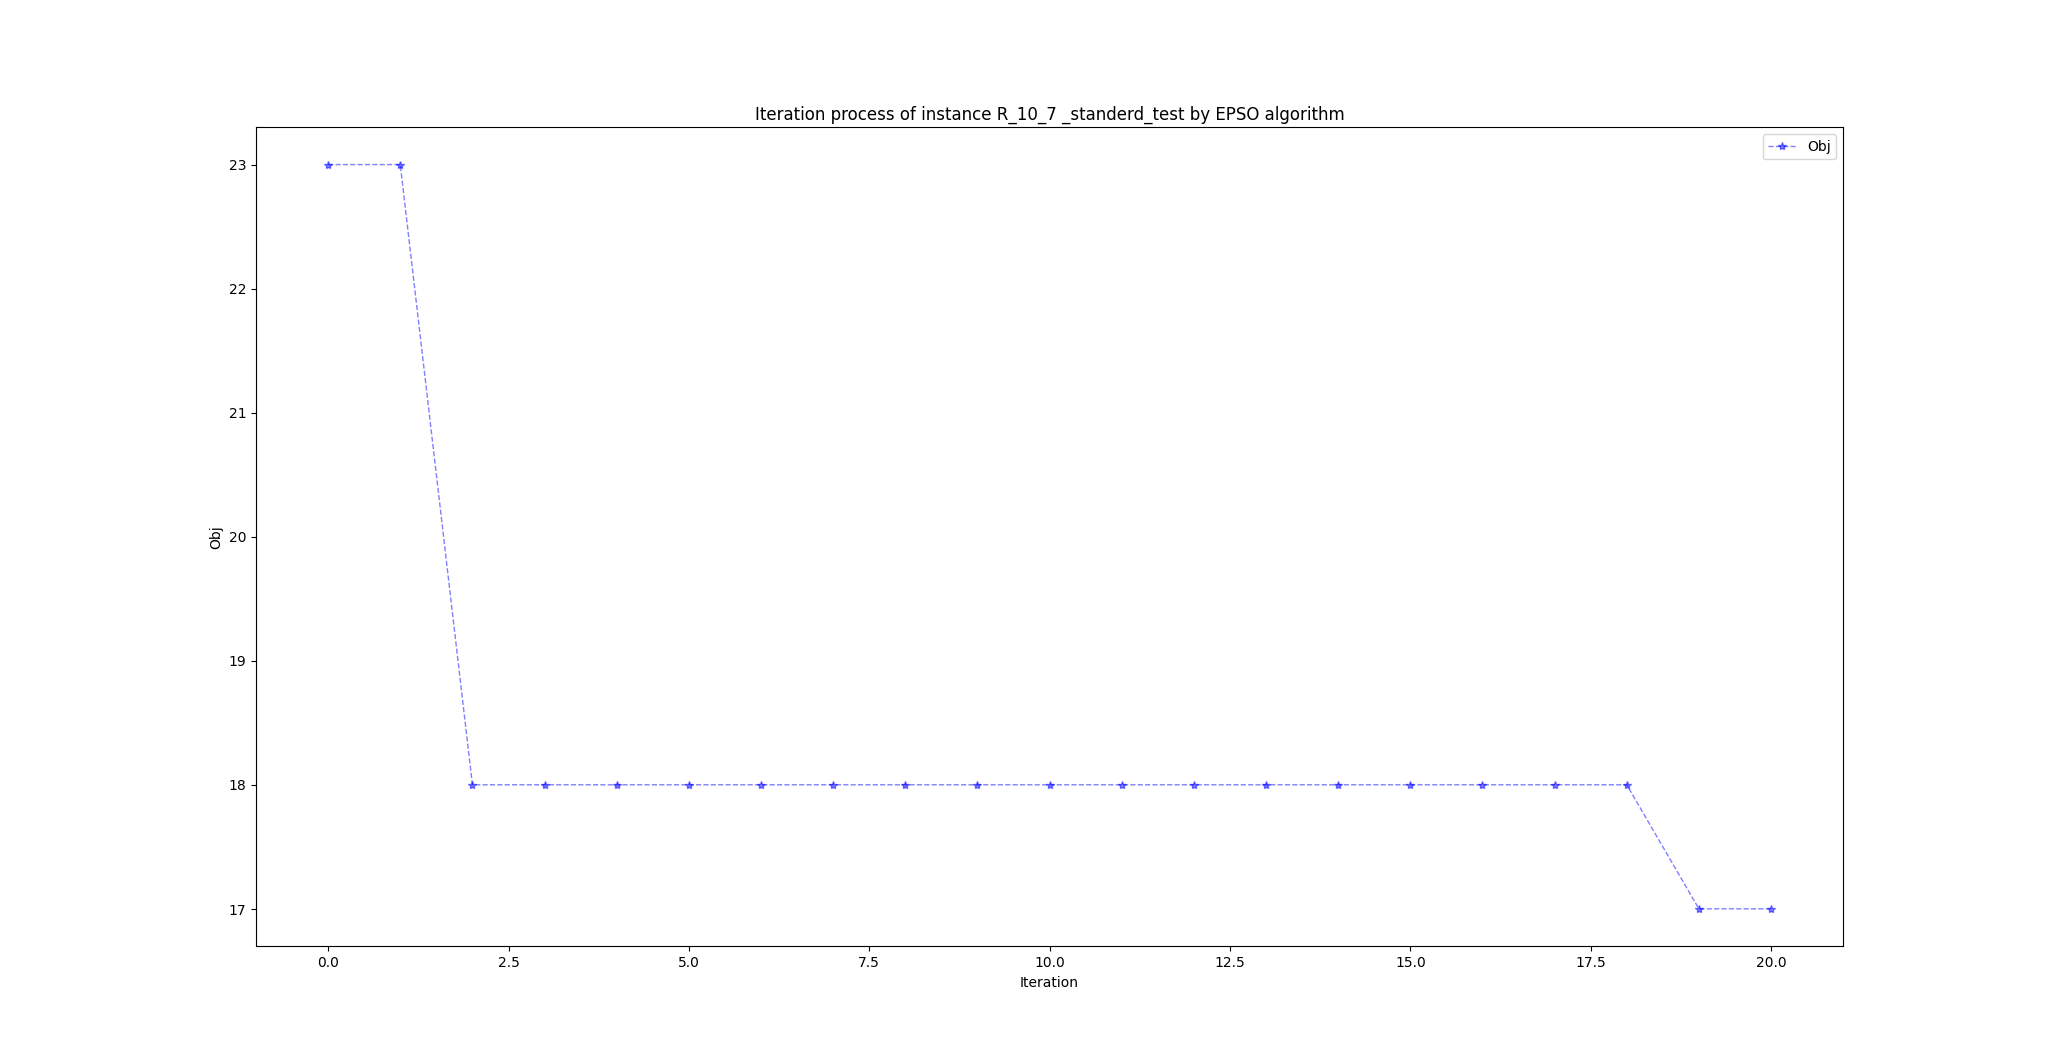 Iteration process of instance R_10_7 _standerd_test by EPSO algorithm
Obj
23
22
21
20
19
18
17
Obj
0.0 2.5 5.0 7.5 10.0 12.5 15.0 17.5 20.0
Iteration